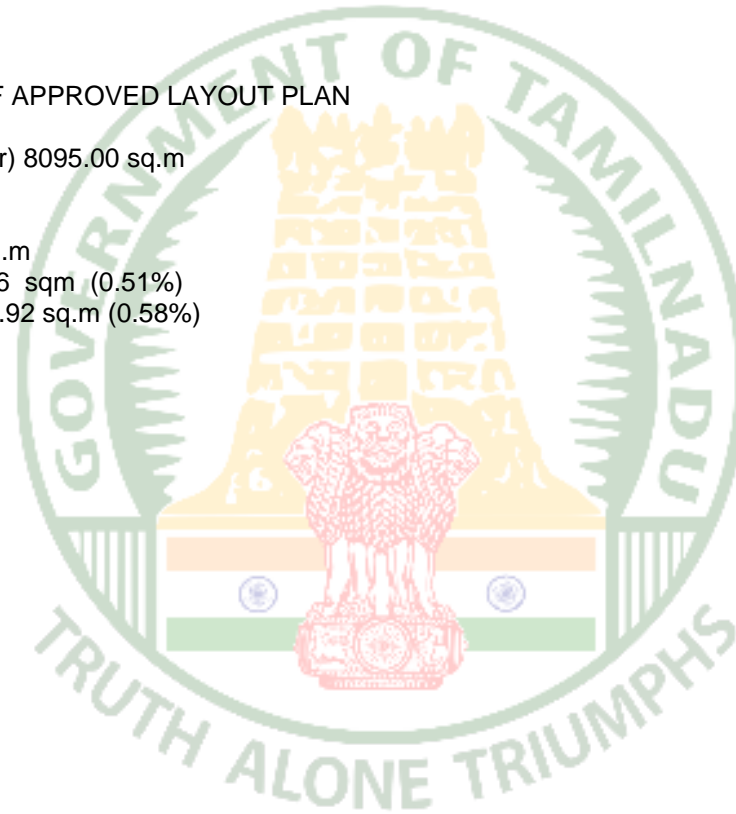 F APPROVED LAYOUT PLAN
r) 8095.00 sq.m
.m
6 sqm (0.51%)
.92 sq.m (0.58%)
GOVERNMENT OF TAMILNADU
TRUTH ALONE TRIUMPHS